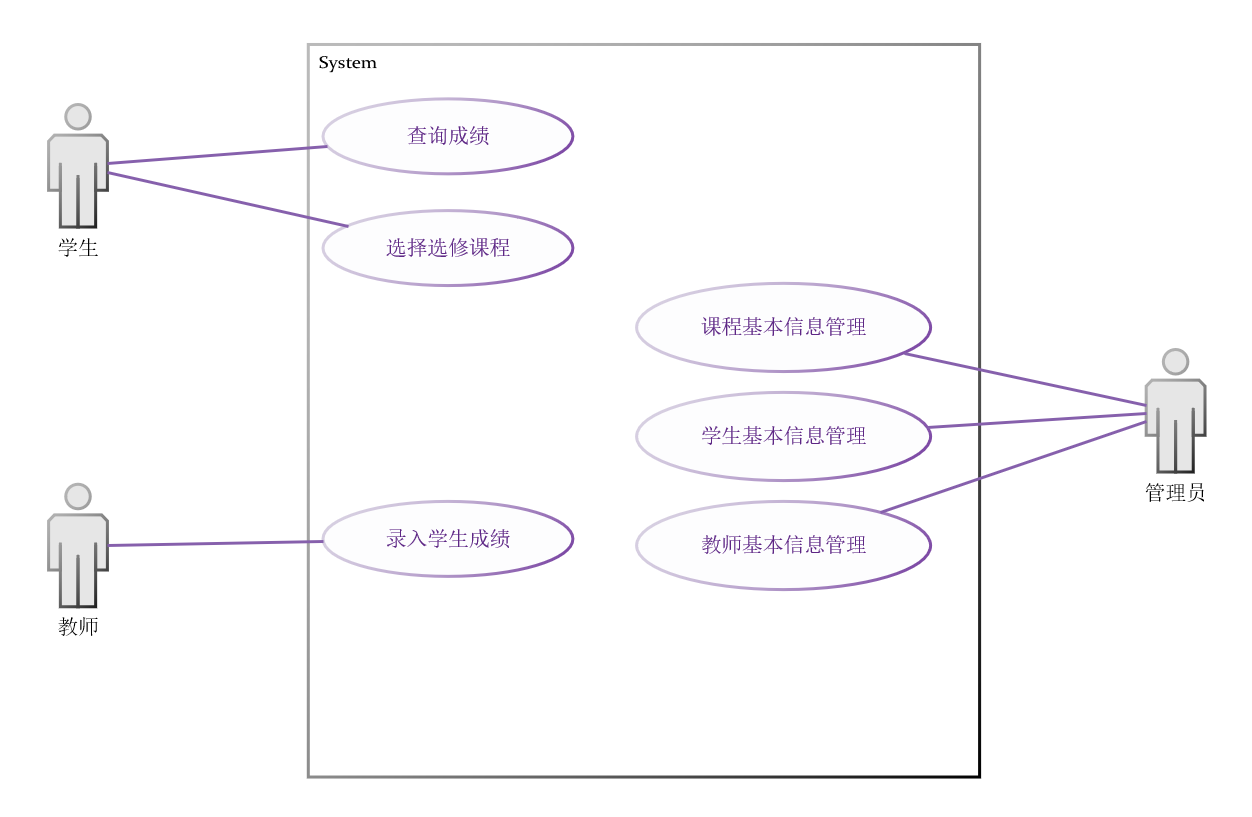 System
查询成绩
选择选修课程
学生
课程基本信息管理
学生基本信息管理
管理员
录入学生成绩
教师基本信息管理
教师